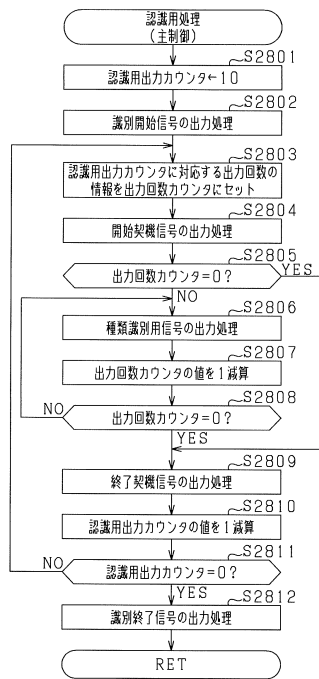 認識用処理
(主制御)
S2801
認識用出力カウンタ←10
S2802
識別開始信号の出力処理
S2803
認識用出力カウンタに対応する出力回数の
情報を出力回数カウンタにセット
S2804
開始契機信号の出力処理
S2805
出力回数カウンタ=0?
YES
NO
S2806
種類識別用信号の出力処理
S2807
出力回数カウンタの値を1減算
S2808
NO
出力回数カウンタ=0?
YES
S2809
終了契機信号の出力処理
S2810
認識用出力カウンタの値を1減算
S2811
NO
認識用出力カウンタ=0?
YES
S2812
識別終了信号の出力処理
RET